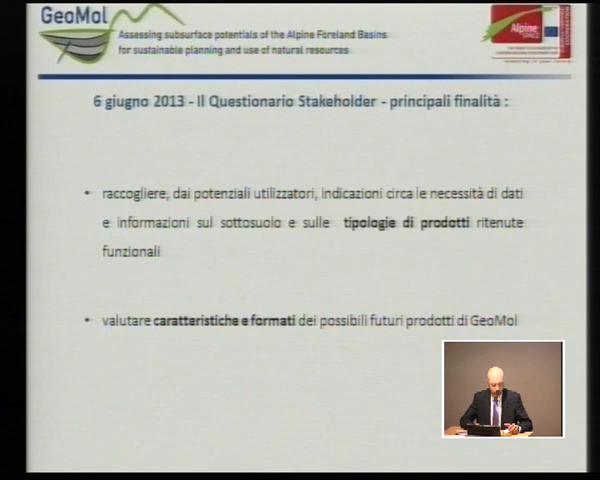 GeoMol
Assessing subsurface potentials of the Alpine Foreland Basins
for sustainable planning and use of natural resources
Alpine
SPACE
6 giugno 2013 - Il Questionario Stakeholder - principali finalità :
• raccogliere, dai potenziali utilizzatori, indicazioni circa le necessità di dati
e informazioni sul sottosuolo e sulle tipologie di prodotti ritenute
funzionali
• valutare caratteristiche e formati dei possibili futuri prodotti di GeoMol